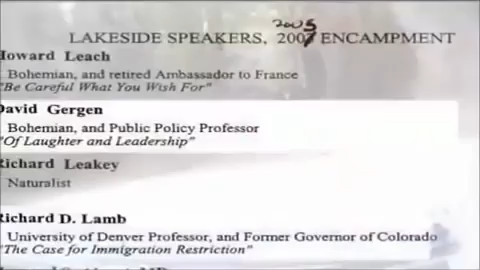 2005
LAKESIDE SPEAKERS, 200 ENCAMPMENT
Howard Leach
Bohemian, and retired Ambassador to France
"Be Careful What You Wish For"
David Gergen
Bohemian, and Public Policy Professor
"Of Laughter and Leadership"
Richard Leakey
Naturalist
Richard D. Lamb
University of Denver Professor, and Former Governor of Colorado
"The Case for Immigration Restriction"